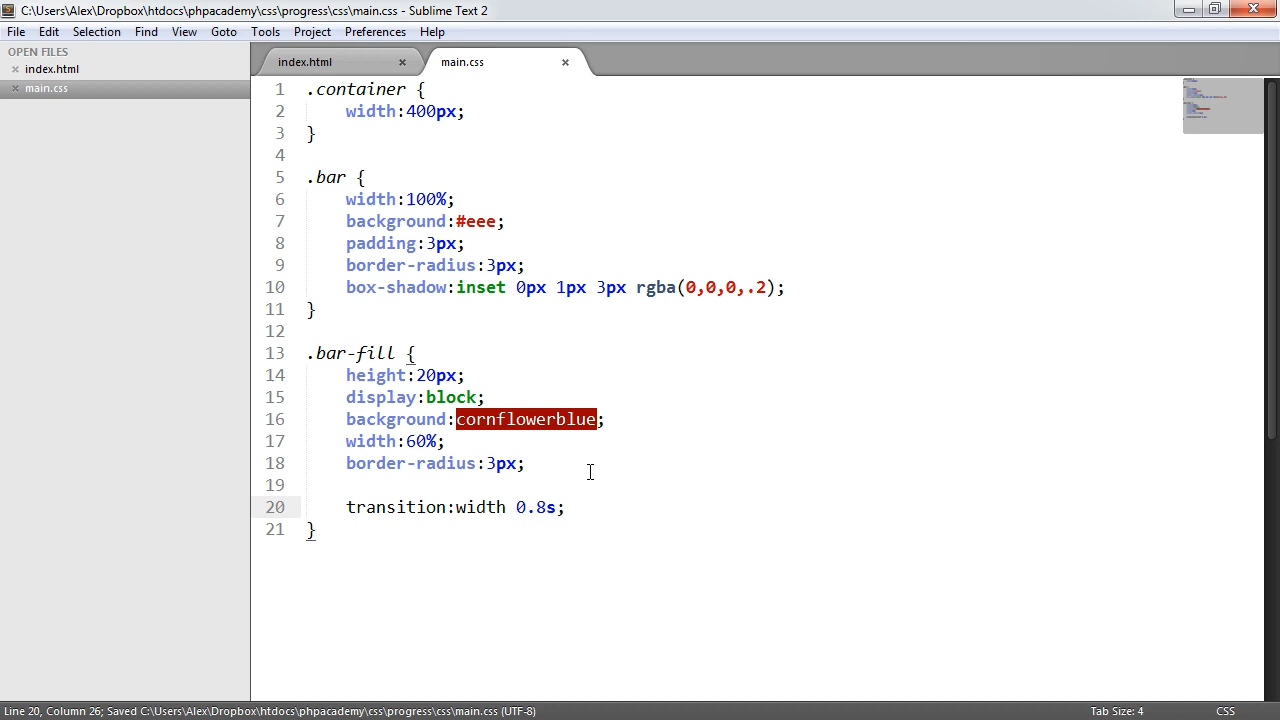 C:\Users\Alex\Dropbox\htdocs\phpacademy\css\progress\css\main.css - Sublime Text 2
File Edit Selection Find View Goto Tools Project Preferences Help
OPEN FILES
index.html
main.css
index.html main.css
1 .container {
2 width:400px;
3 }
4
5 .bar {
6 width:100%;
7 background:#eee;
8 padding:3px;
9 border-radius:3px;
10 box-shadow:inset 0px 1px 3px rgba(0,0,0,.2);
11 }
12
13 .bar-fill {
14 height:20px;
15 display:block;
16 background:cornflowerblue;
17 width:60%;
18 border-radius:3px;
19
20 transition:width 0.8s;
21 }
Line 20, Column 26; Saved C:\Users\Alex\Dropbox\htdocs\phpacademy\css\progress\css\main.css (UTF-8) Tab Size: 4 CSS